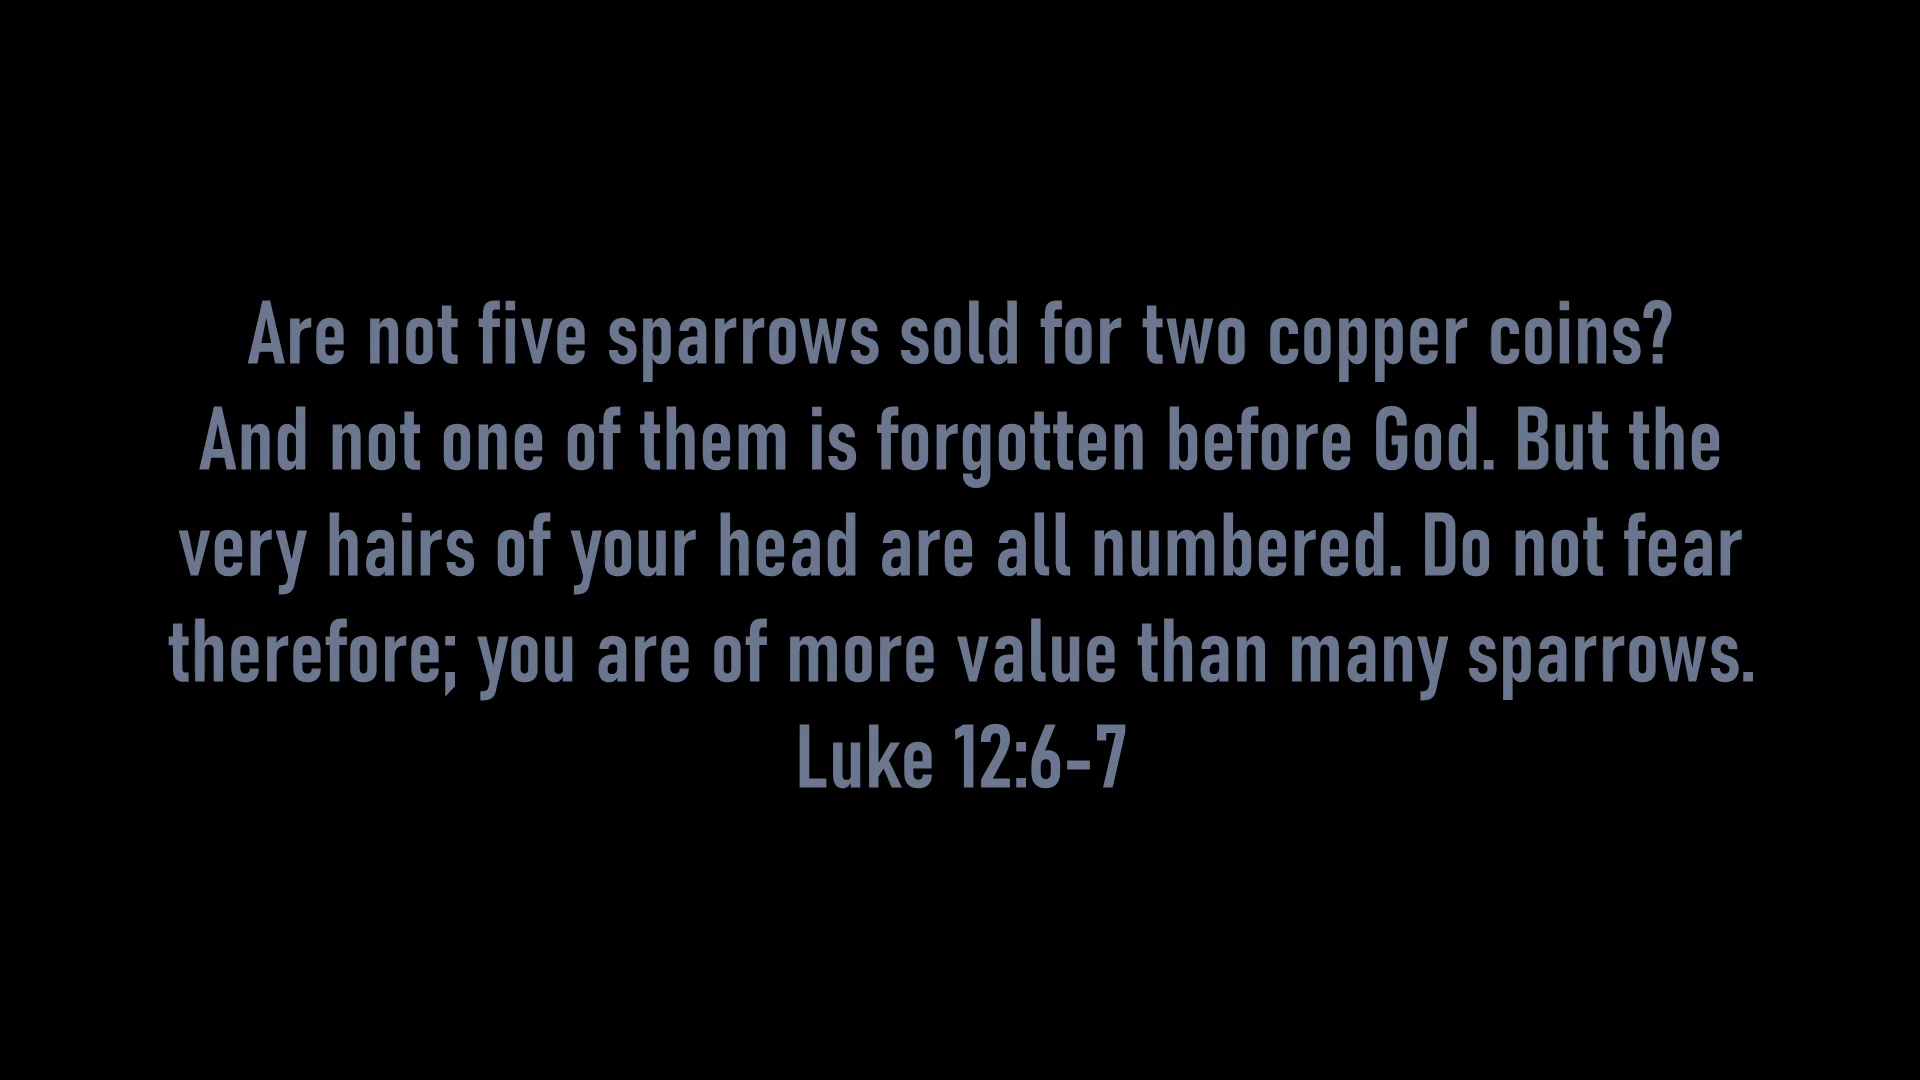 Are not five sparrows sold for two copper coins?
And not one of them is forgotten before God. But the
very hairs of your head are all numbered. Do not fear
therefore; you are of more value than many sparrows.
Luke 12:6-7